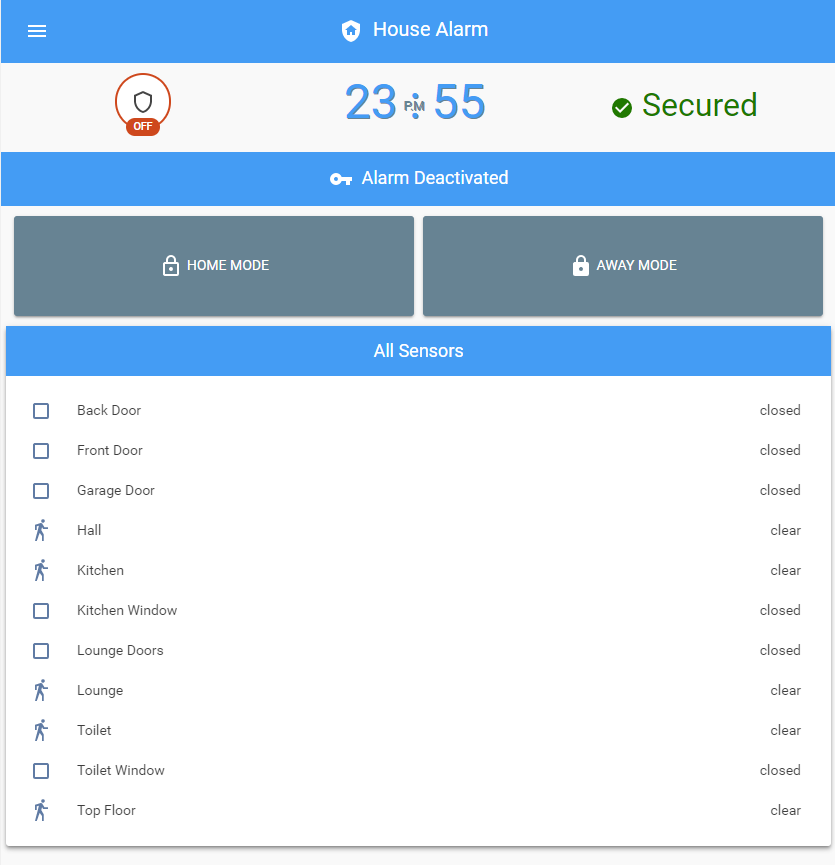 House Alarm
OFF
23 P.M 55
Secured
Alarm Deactivated
HOME MODE
AWAY MODE
All Sensors
Back Door closed
Front Door closed
Garage Door closed
Hall clear
Kitchen clear
Kitchen Window closed
Lounge Doors closed
Lounge clear
Toilet clear
Toilet Window closed
Top Floor clear